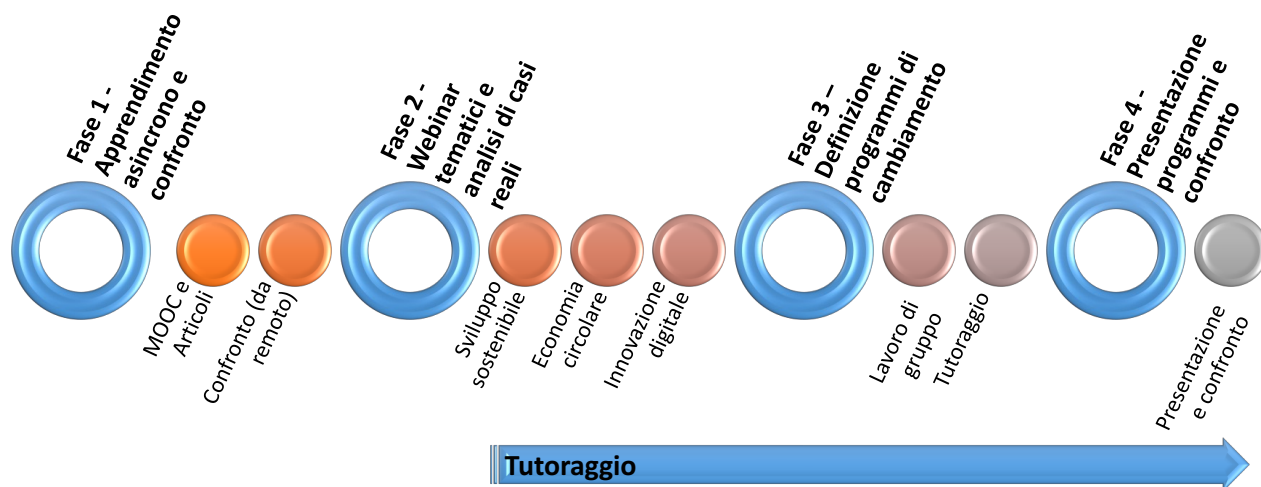 Fase 1 -
Apprendimento
asincrono e
confronto
MOOC e
Articoli
Confronto (da
remoto)
Fase 2 -
Webinar
tematici e
analisi di casi
reali
Sviluppo
sostenibile
Economia
circolare
Innovazione
digitale
Fase 3 –
Definizione
programmi di
cambiamento
Lavoro di
gruppo
Tutoraggio
Fase 4 -
Presentazione
programmi e
confronto
Presentazione
e confronto
Tutoraggio